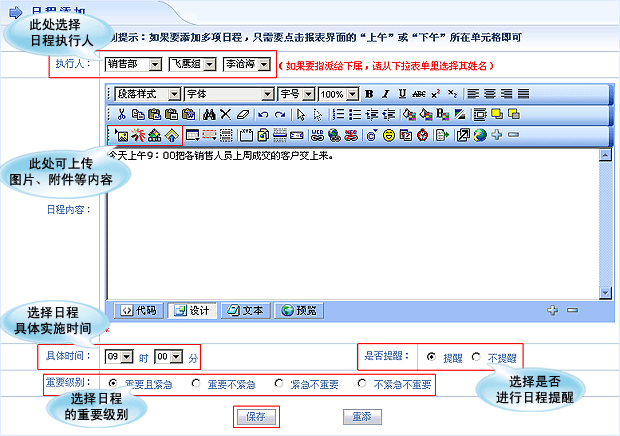 日程添加
此处选择
日程执行人
别提示：如果要添加多项日程，只需要点击报表界面的“上午”或“下午”所在单元格即可
执行人： 销售部 飞鹰组 李沧海 （如果要指派给下属，请从下拉表单里选择其姓名）
段落样式 字体 字号 100% B I U ABC x² x₂
此处可上传
图片、附件等内容
今天上午9：00把各销售人员上周成交的客户交上来。
日程内容：
代码 设计 文本 预览
选择日程
具体实施时间
*
具体时间： 09 时 00 分 是否提醒： 提醒 不提醒
重要级别： 重要且紧急 重要不紧急 紧急不重要 不紧急不重要
选择是否
进行日程提醒
选择日程
的重要级别
保存 重添